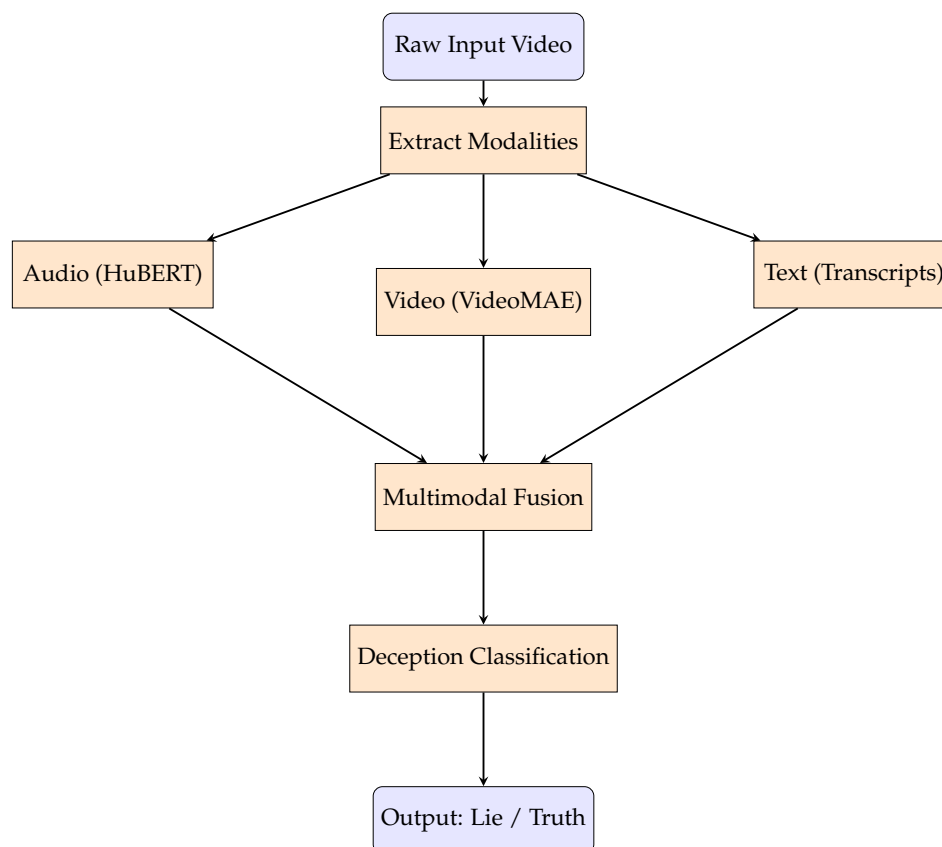 Raw Input Video
Extract Modalities
Audio (HuBERT)
Video (VideoMAE)
Text (Transcripts)
Multimodal Fusion
Deception Classification
Output: Lie / Truth